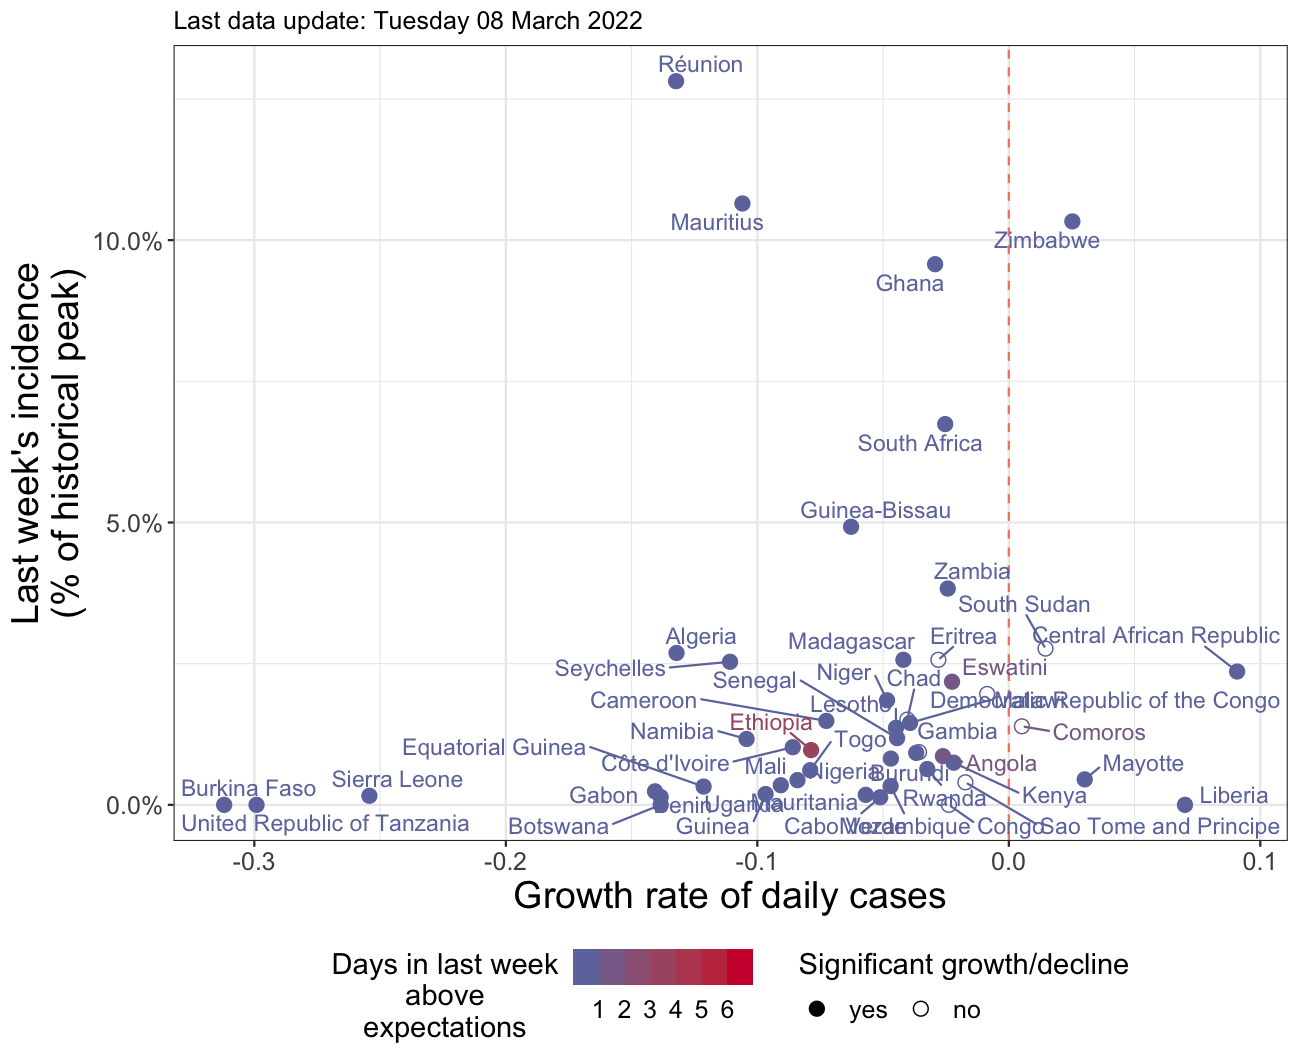 Last data update: Tuesday 08 March 2022
Last week's incidence
(% of historical peak)
10.0%
5.0%
0.0%
Réunion
Mauritius
Zimbabwe
Ghana
South Africa
Guinea-Bissau
Zambia
South Sudan
Algeria
Madagascar
Eritrea
Central African Republic
Seychelles
Senegal
Niger
Chad
Eswatini
Cameroon
Lesotho
Democratic Republic of the Congo
Malawi
Ethiopia
Namibia
Togo
Gambia
Comoros
Equatorial Guinea
Côte d'Ivoire
Mali
Nigeria
Burundi
Angola
Mayotte
Burkina Faso
Sierra Leone
Gabon
Benin
Uganda
Mauritania
Rwanda
Kenya
Liberia
United Republic of Tanzania
Botswana
Guinea
Cabo Verde
Mozambique
Congo
Sao Tome and Principe
-0.3
-0.2
-0.1
0.0
0.1
Growth rate of daily cases
Days in last week
above
expectations
1 2 3 4 5 6
Significant growth/decline
yes
no